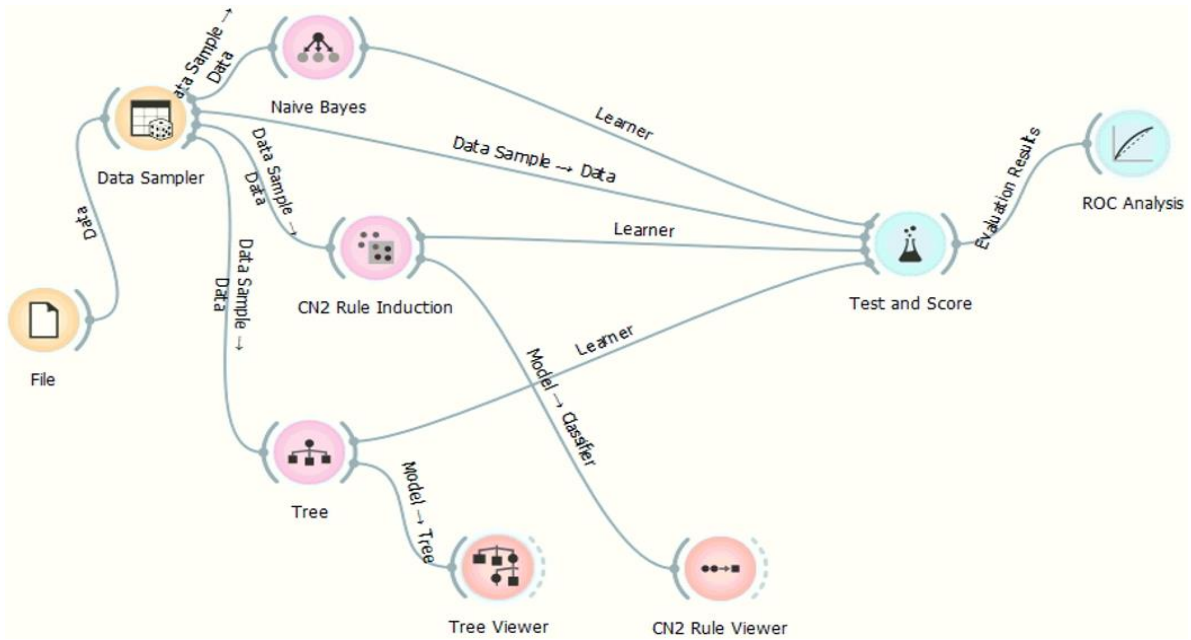 ata Sample →
Data
Naive Bayes
Learner
Data Sampler
Data Sample → Data
Evaluation Results
ROC Analysis
Data
Data Sample →
Data
Learner
CN2 Rule Induction
Test and Score
Data Sample →
Data
File
Learner
Model → Classifier
Tree
Model → Tree
Tree Viewer
CN2 Rule Viewer